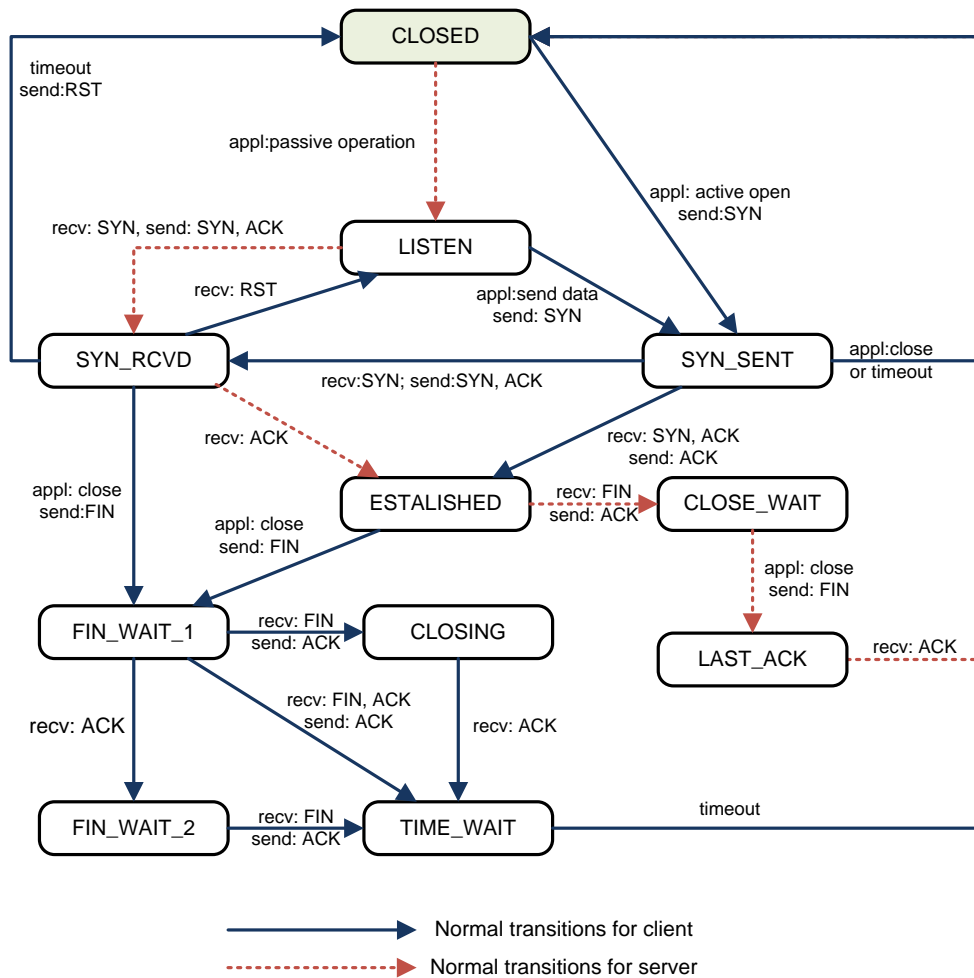 CLOSED
timeout
send:RST
appl:passive operation
appl: active open
send:SYN
recv: SYN, send: SYN, ACK
LISTEN
recv: RST
appl:send data
send: SYN
SYN_RCVD
SYN_SENT
appl:close
or timeout
recv:SYN; send:SYN, ACK
recv: ACK
recv: SYN, ACK
send: ACK
appl: close
send:FIN
ESTALISHED
recv: FIN
send: ACK
CLOSE_WAIT
appl: close
send: FIN
appl: close
send: FIN
FIN_WAIT_1
recv: FIN
send: ACK
CLOSING
LAST_ACK
recv: ACK
recv: ACK
recv: FIN, ACK
send: ACK
recv: ACK
FIN_WAIT_2
recv: FIN
send: ACK
TIME_WAIT
timeout
Normal transitions for client
Normal transitions for server